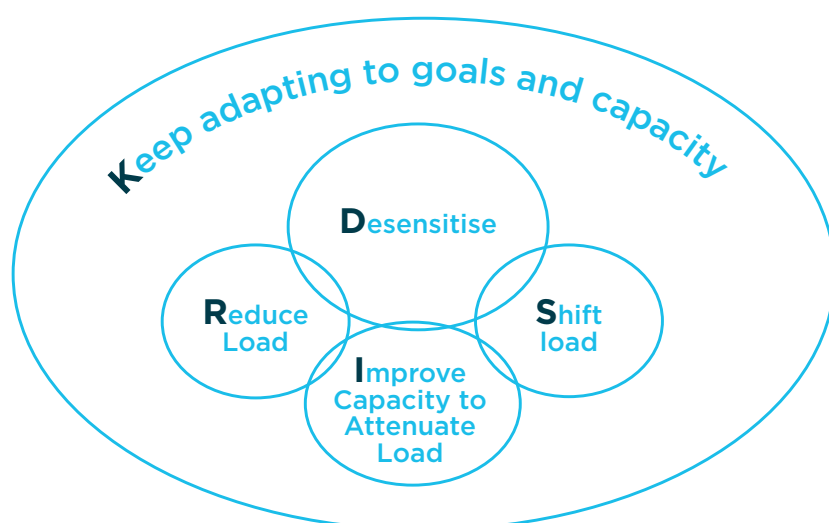 Keep adapting to goals and capacity
Desensitise
Reduce
Load
Shift
load
Improve
Capacity to
Attenuate
Load